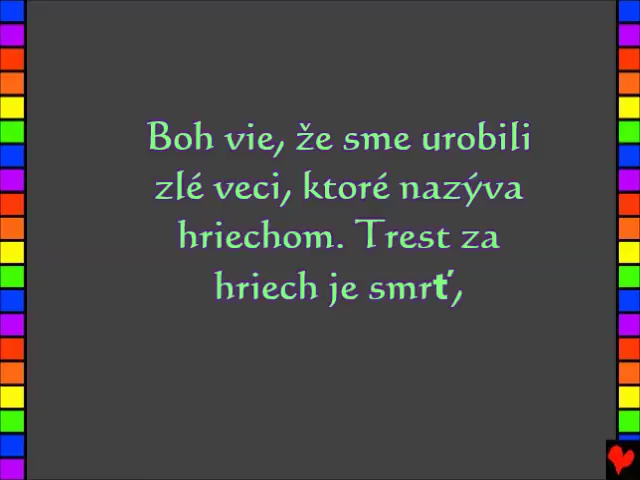 Boh vie, že sme urobili
zlé veci, ktoré nazýva
hriechom. Trest za
hriech je smrť,